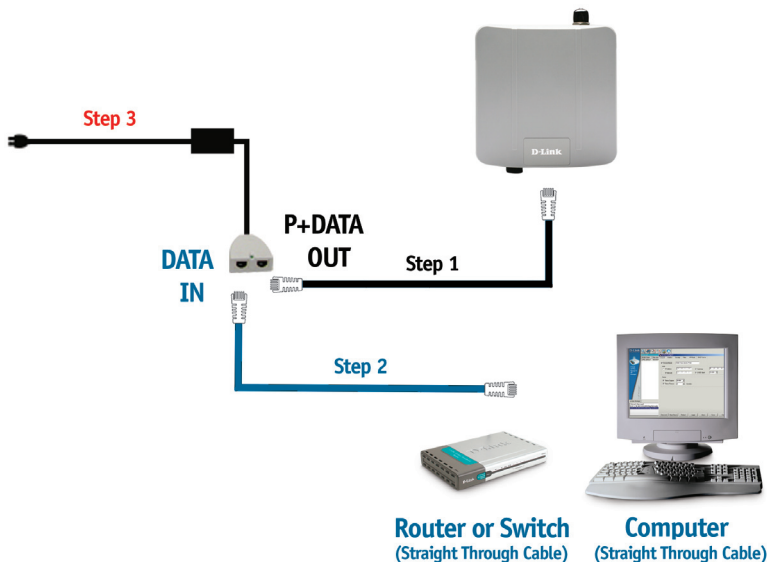 Step 3
D-Link
P+DATA
OUT
DATA
IN
Step 1
Step 2
D-Link
Router or Switch
(Straight Through Cable)
Computer
(Straight Through Cable)